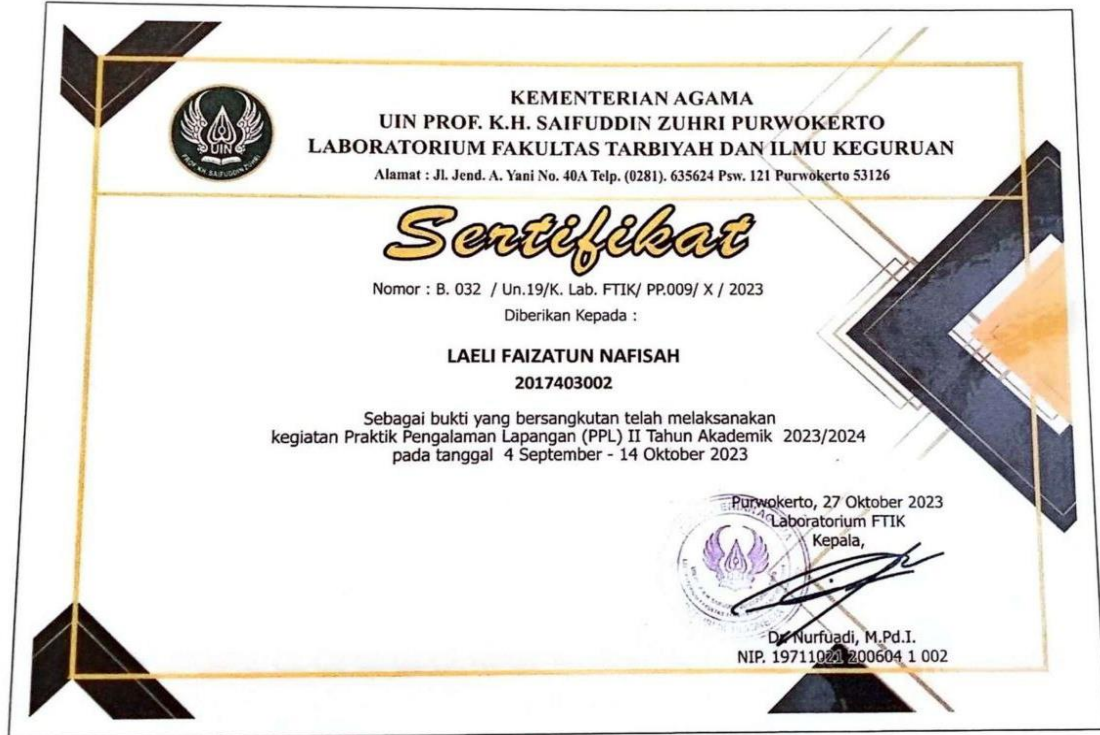 KEMENTERIAN AGAMA
UIN PROF. K.H. SAIFUDDIN ZUHRI PURWOKERTO
LABORATORIUM FAKULTAS TARBIYAH DAN ILMU KEGURUAN
Alamat : Jl. Jend. A. Yani No. 40A Telp. (0281). 635624 Psw. 121 Purwokerto 53126
UIN
PROF. K.H. SAIFUDDIN ZUHRI
Sertifikat
Nomor : B. 032 / Un.19/K. Lab. FTIK/ PP.009/ X / 2023
Diberikan Kepada :
LAELI FAIZATUN NAFISAH
2017403002
Sebagai bukti yang bersangkutan telah melaksanakan
kegiatan Praktik Pengalaman Lapangan (PPL) II Tahun Akademik 2023/2024
pada tanggal 4 September - 14 Oktober 2023
Purwokerto, 27 Oktober 2023
Laboratorium FTIK
Kepala,
Dr. Nurfuadi, M.Pd.I.
NIP. 19711021 200604 1 002